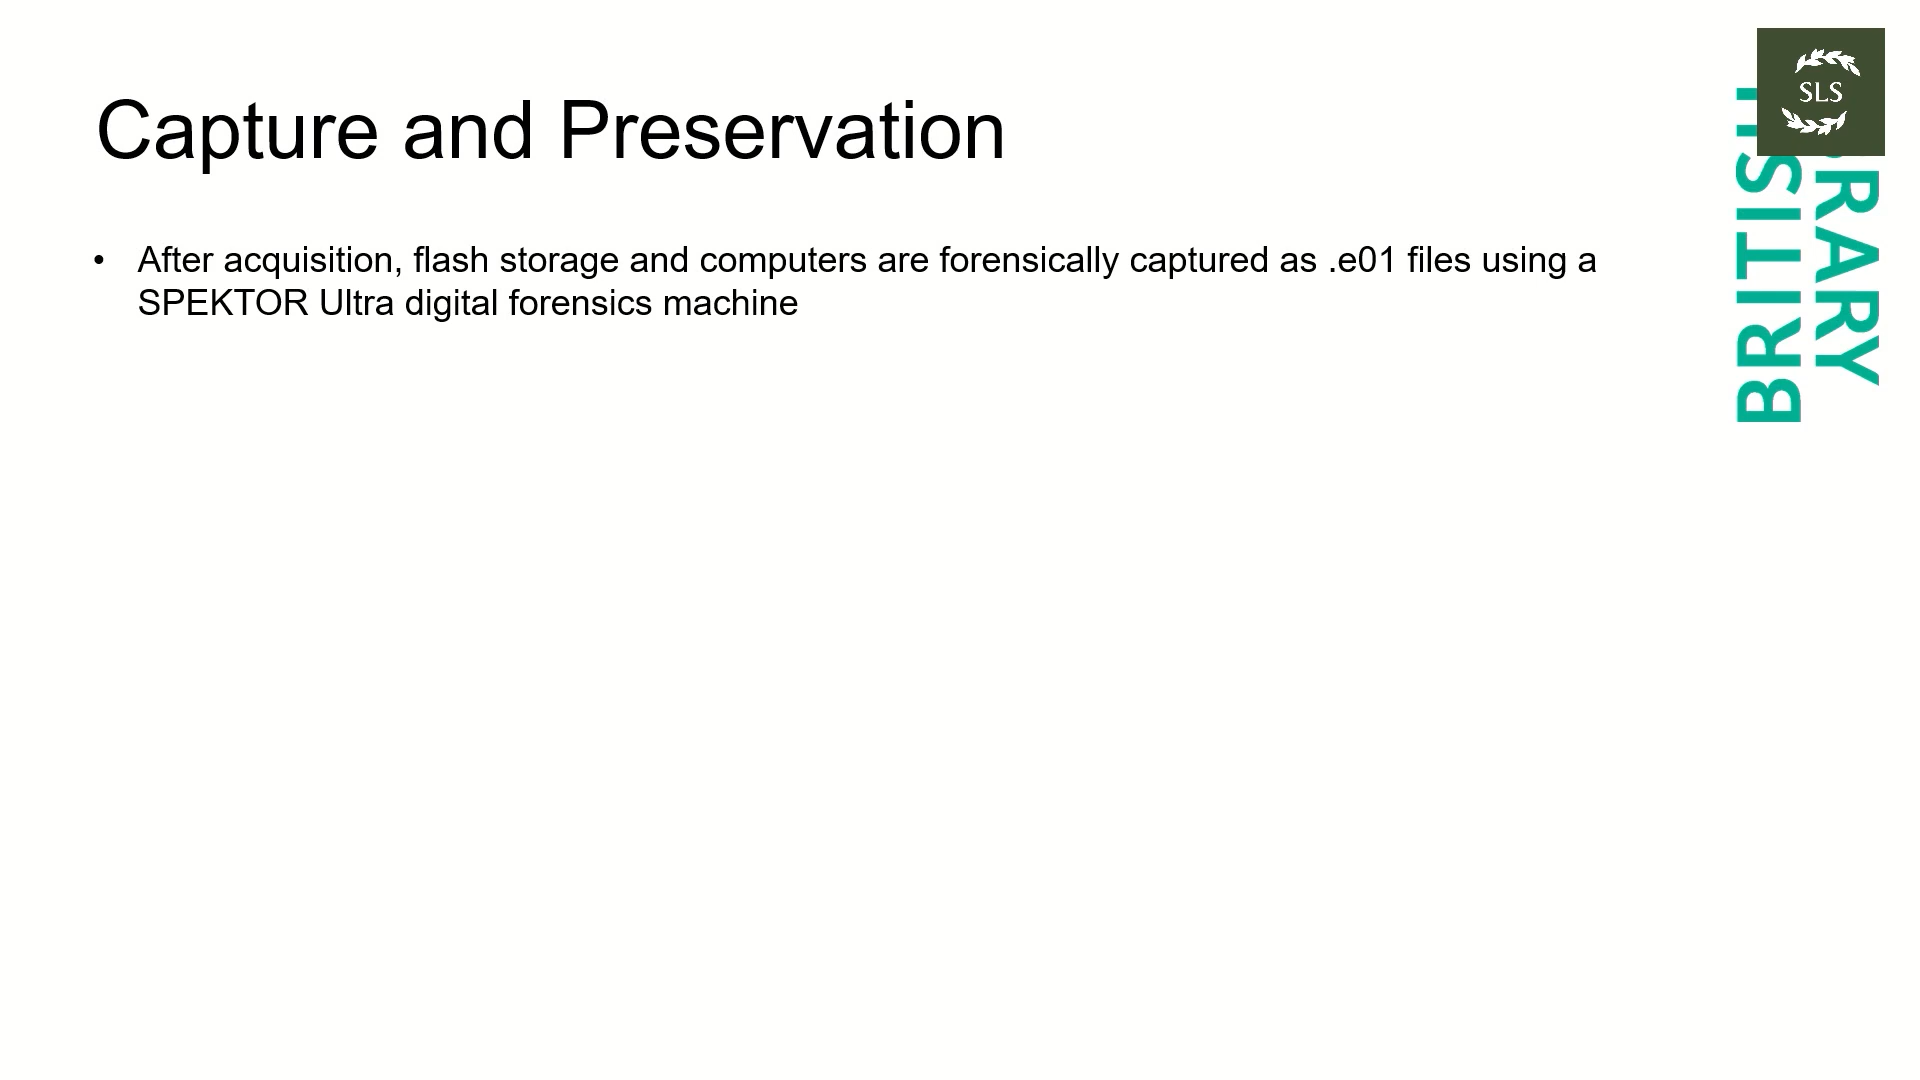 Capture and Preservation
• After acquisition, flash storage and computers are forensically captured as .e01 files using a
SPEKTOR Ultra digital forensics machine
SLS
BRITISH